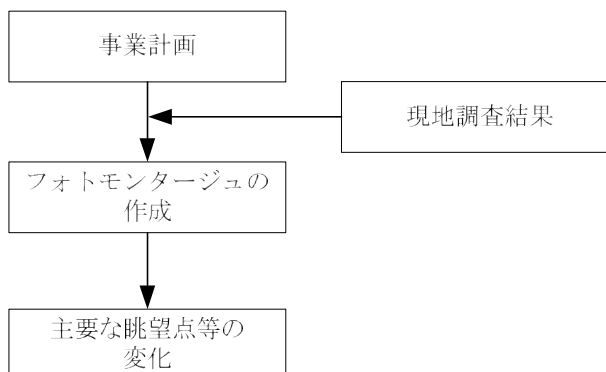 事業計画
現地調査結果
フォトモンタージュの
作成
主要な眺望点等の
変化